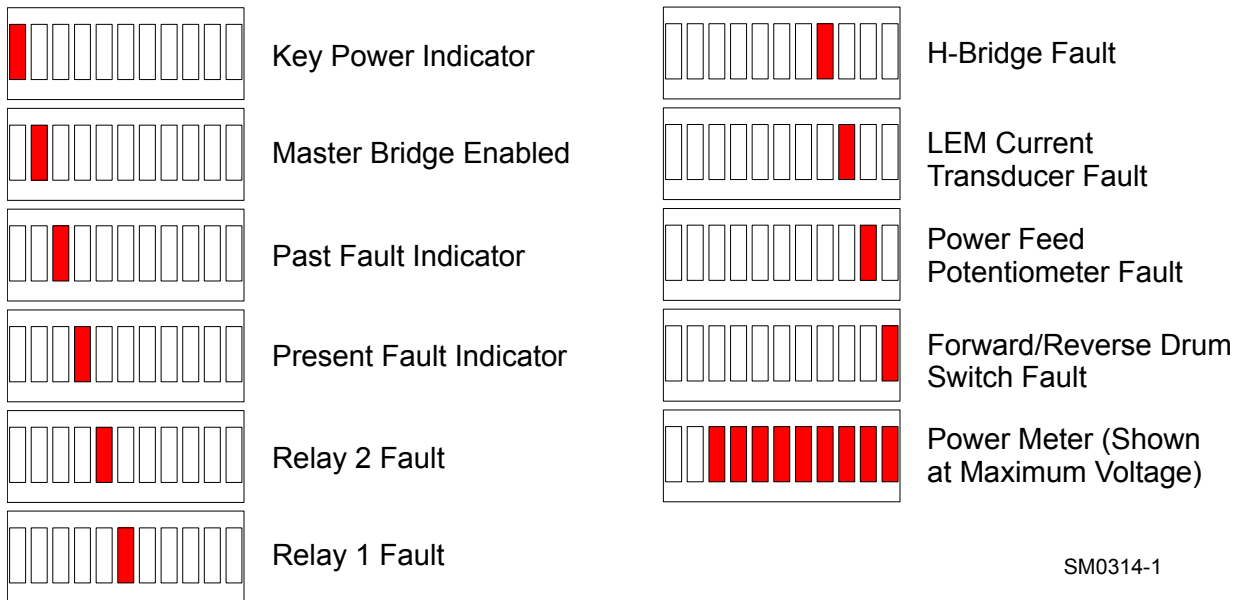 Key Power Indicator
Master Bridge Enabled
Past Fault Indicator
Present Fault Indicator
Relay 2 Fault
Relay 1 Fault
H-Bridge Fault
LEM Current
Transducer Fault
Power Feed
Potentiometer Fault
Forward/Reverse Drum
Switch Fault
Power Meter (Shown
at Maximum Voltage)
SM0314-1